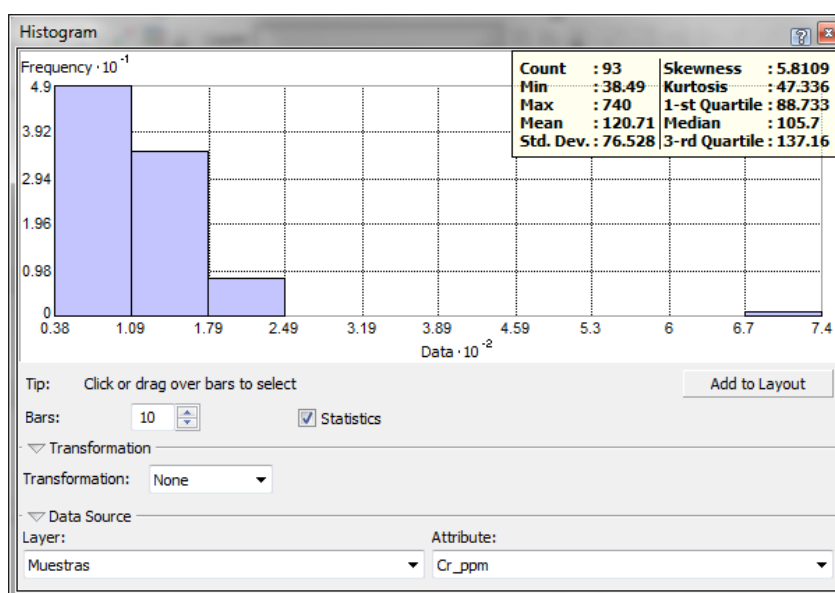 Histogram
Frequency · 10 ⁻¹
Count : 93 Skewness : 5.8109
Min : 38.49 Kurtosis : 47.336
Max : 740 1-st Quartile : 88.733
Mean : 120.71 Median : 105.7
Std. Dev. : 76.528 3-rd Quartile : 137.16
4.9
3.92
2.94
1.96
0.98
0
0.38 1.09 1.79 2.49 3.19 3.89 4.59 5.3 6 6.7 7.4
Data · 10 ⁻²
Tip: Click or drag over bars to select
Add to Layout
Bars: 10 Statistics
Transformation
Transformation: None
Data Source
Layer: Attribute:
Muestras Cr_ppm